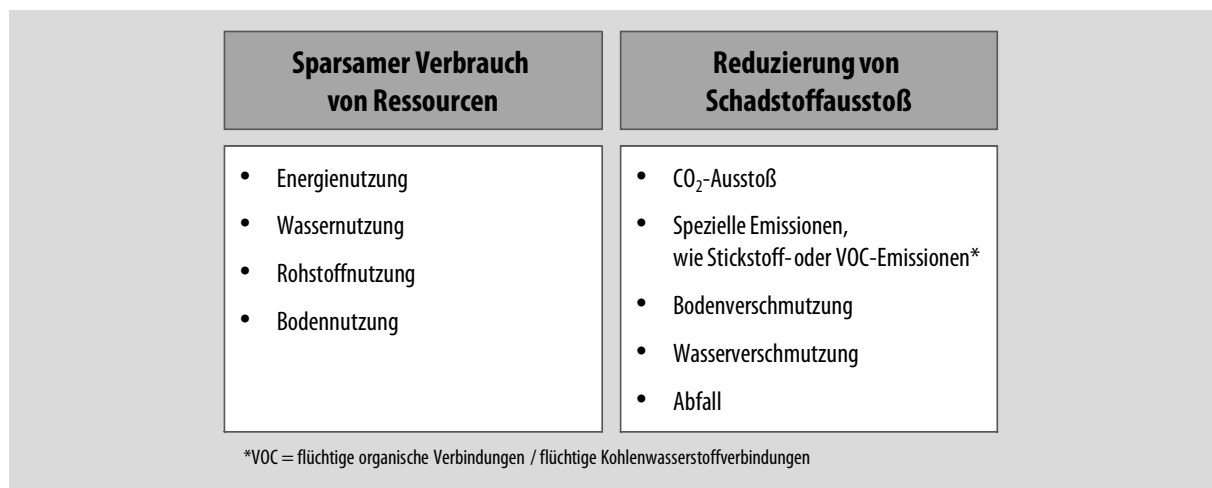 Sparsamer Verbrauch
von Ressourcen
• Energienutzung
• Wassernutzung
• Rohstoffnutzung
• Bodennutzung
Reduzierung von
Schadstoffausstoß
• CO₂-Ausstoß
• Spezielle Emissionen,
wie Stickstoff- oder VOC-Emissionen*
• Bodenverschmutzung
• Wasserverschmutzung
• Abfall
*VOC = flüchtige organische Verbindungen / flüchtige Kohlenwasserstoffverbindungen